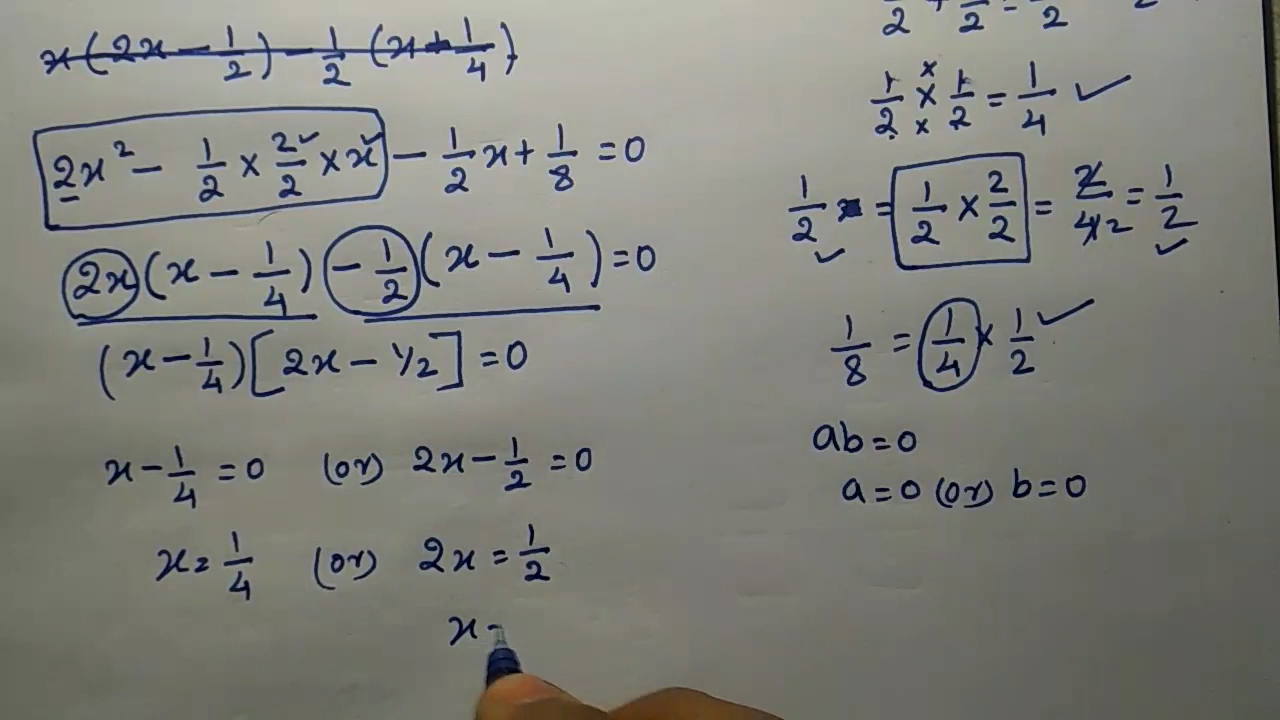 x(2x - 1/2) - 1/2 (x + 1/4)
2x² - 1/2 × 2/2 × x - 1/2 x + 1/8 = 0
2x(x - 1/4) - 1/2 (x - 1/4) = 0
(x - 1/4)[2x - 1/2] = 0
x - 1/4 = 0 (or) 2x - 1/2 = 0
x = 1/4 (or) 2x = 1/2
x =
1/2 × 1/2 = 1/4 ✓
1/2 = 1/2 × 2/2 = 2/4 2 = 1/2
1/8 = 1/4 × 1/2 ✓
ab = 0
a = 0 (or) b = 0